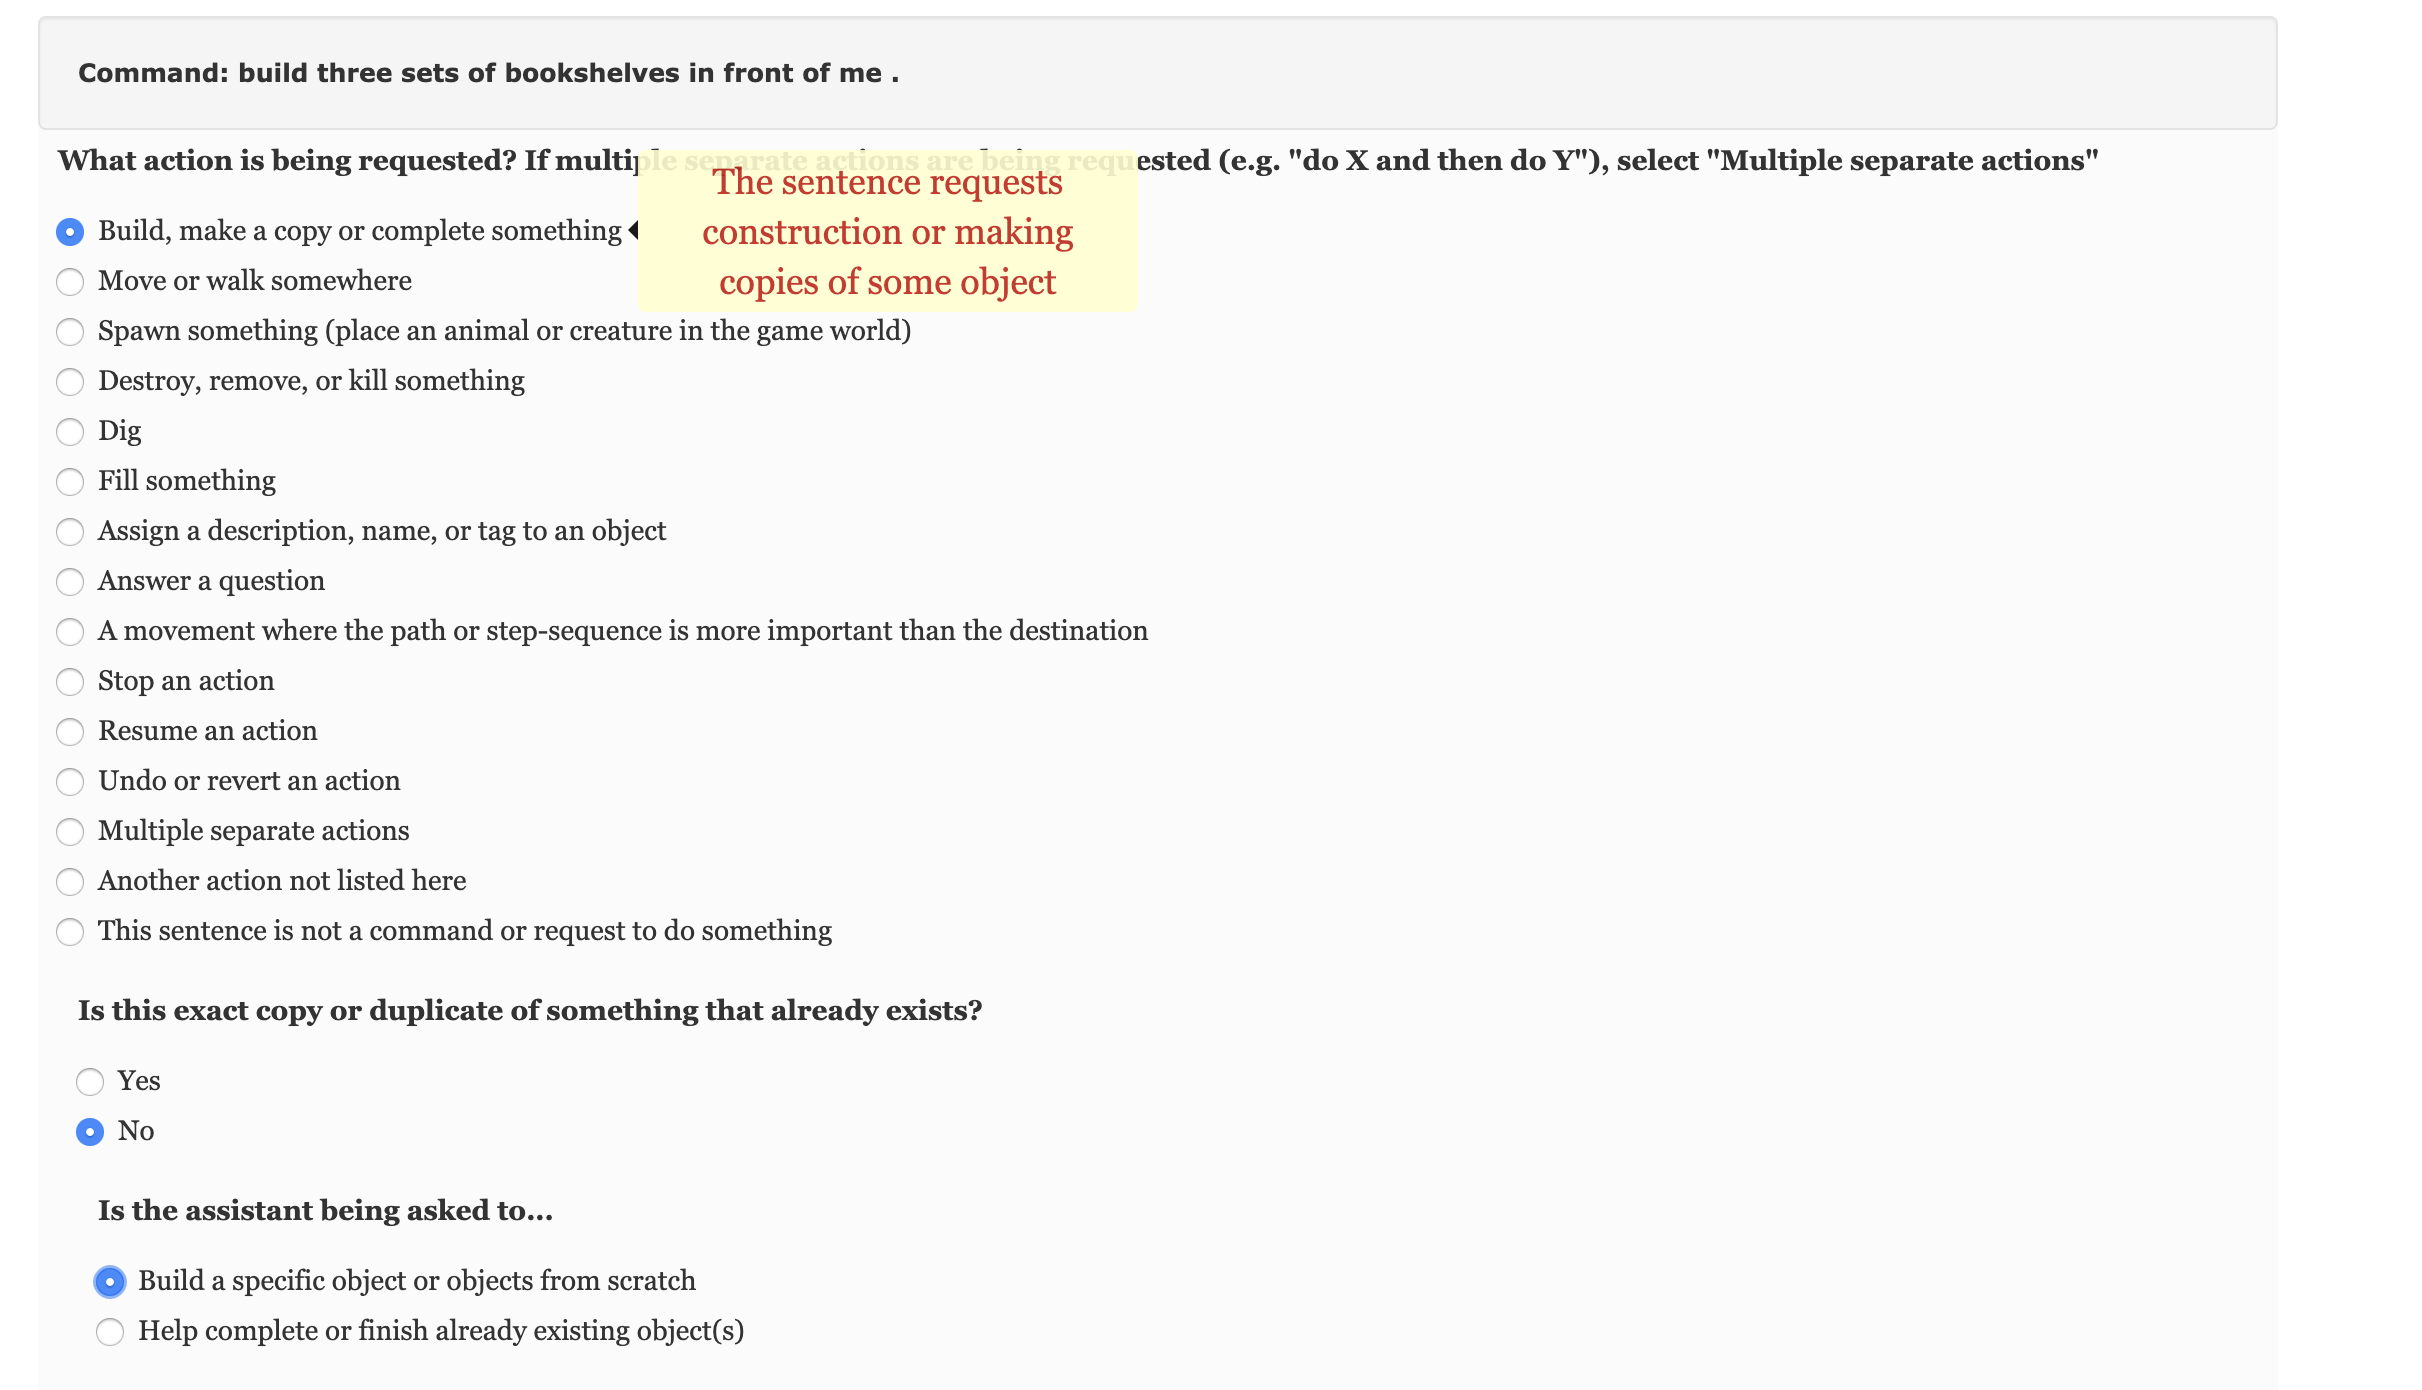 Command: build three sets of bookshelves in front of me .
What action is being requested? If multiple separate actions are being requested (e.g. "do X and then do Y"), select "Multiple separate actions"
The sentence requests
construction or making
copies of some object
Build, make a copy or complete something
Move or walk somewhere
Spawn something (place an animal or creature in the game world)
Destroy, remove, or kill something
Dig
Fill something
Assign a description, name, or tag to an object
Answer a question
A movement where the path or step-sequence is more important than the destination
Stop an action
Resume an action
Undo or revert an action
Multiple separate actions
Another action not listed here
This sentence is not a command or request to do something
Is this exact copy or duplicate of something that already exists?
Yes
No
Is the assistant being asked to...
Build a specific object or objects from scratch
Help complete or finish already existing object(s)